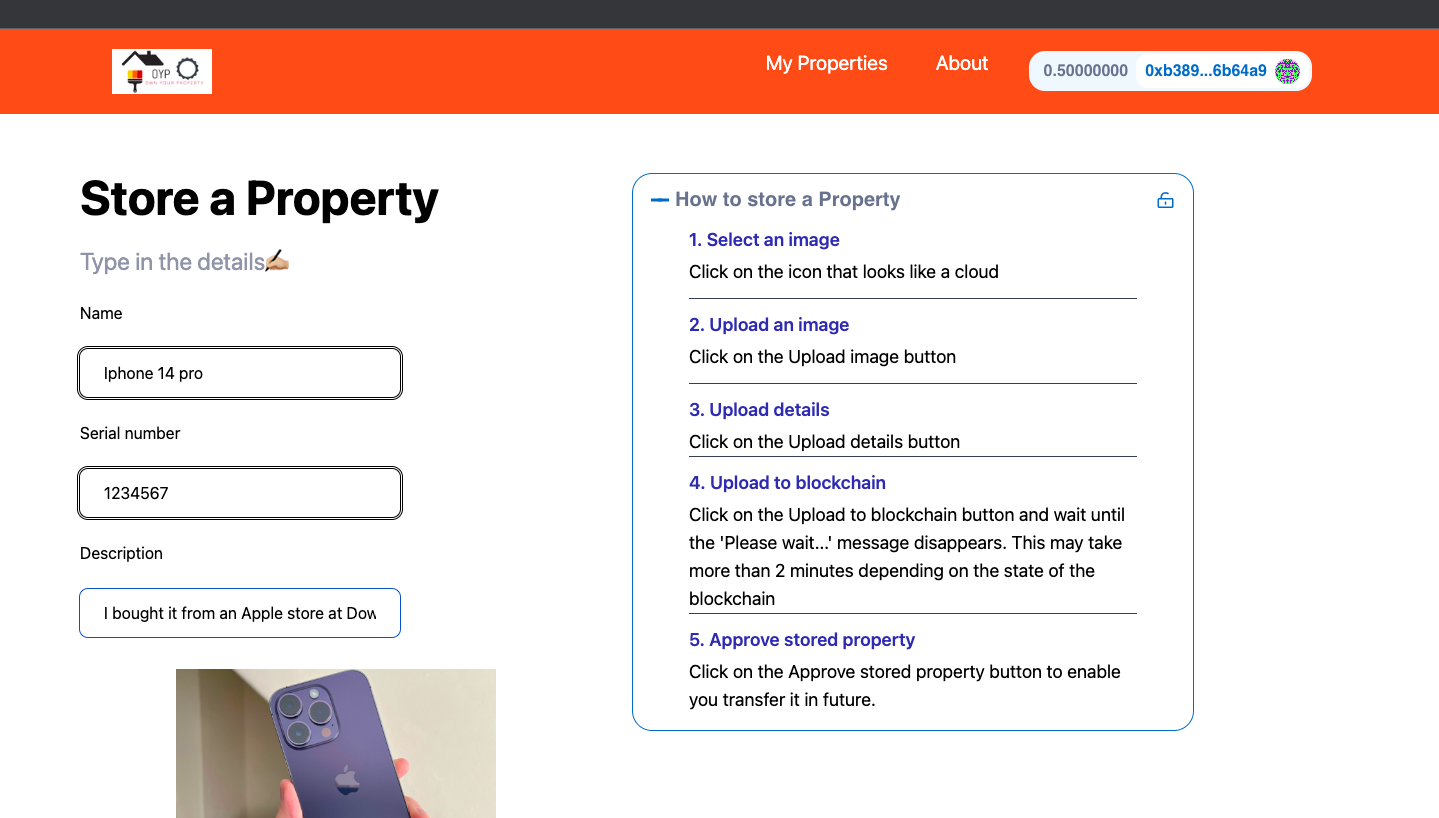 OYP
OWN YOUR PROPERTY
My Properties
About
0.50000000
0xb389...6b64a9
Store a Property
Type in the details✍🏼
Name
Iphone 14 pro
Serial number
1234567
Description
I bought it from an Apple store at Dow
How to store a Property
1. Select an image
Click on the icon that looks like a cloud
2. Upload an image
Click on the Upload image button
3. Upload details
Click on the Upload details button
4. Upload to blockchain
Click on the Upload to blockchain button and wait until
the 'Please wait...' message disappears. This may take
more than 2 minutes depending on the state of the
blockchain
5. Approve stored property
Click on the Approve stored property button to enable
you transfer it in future.